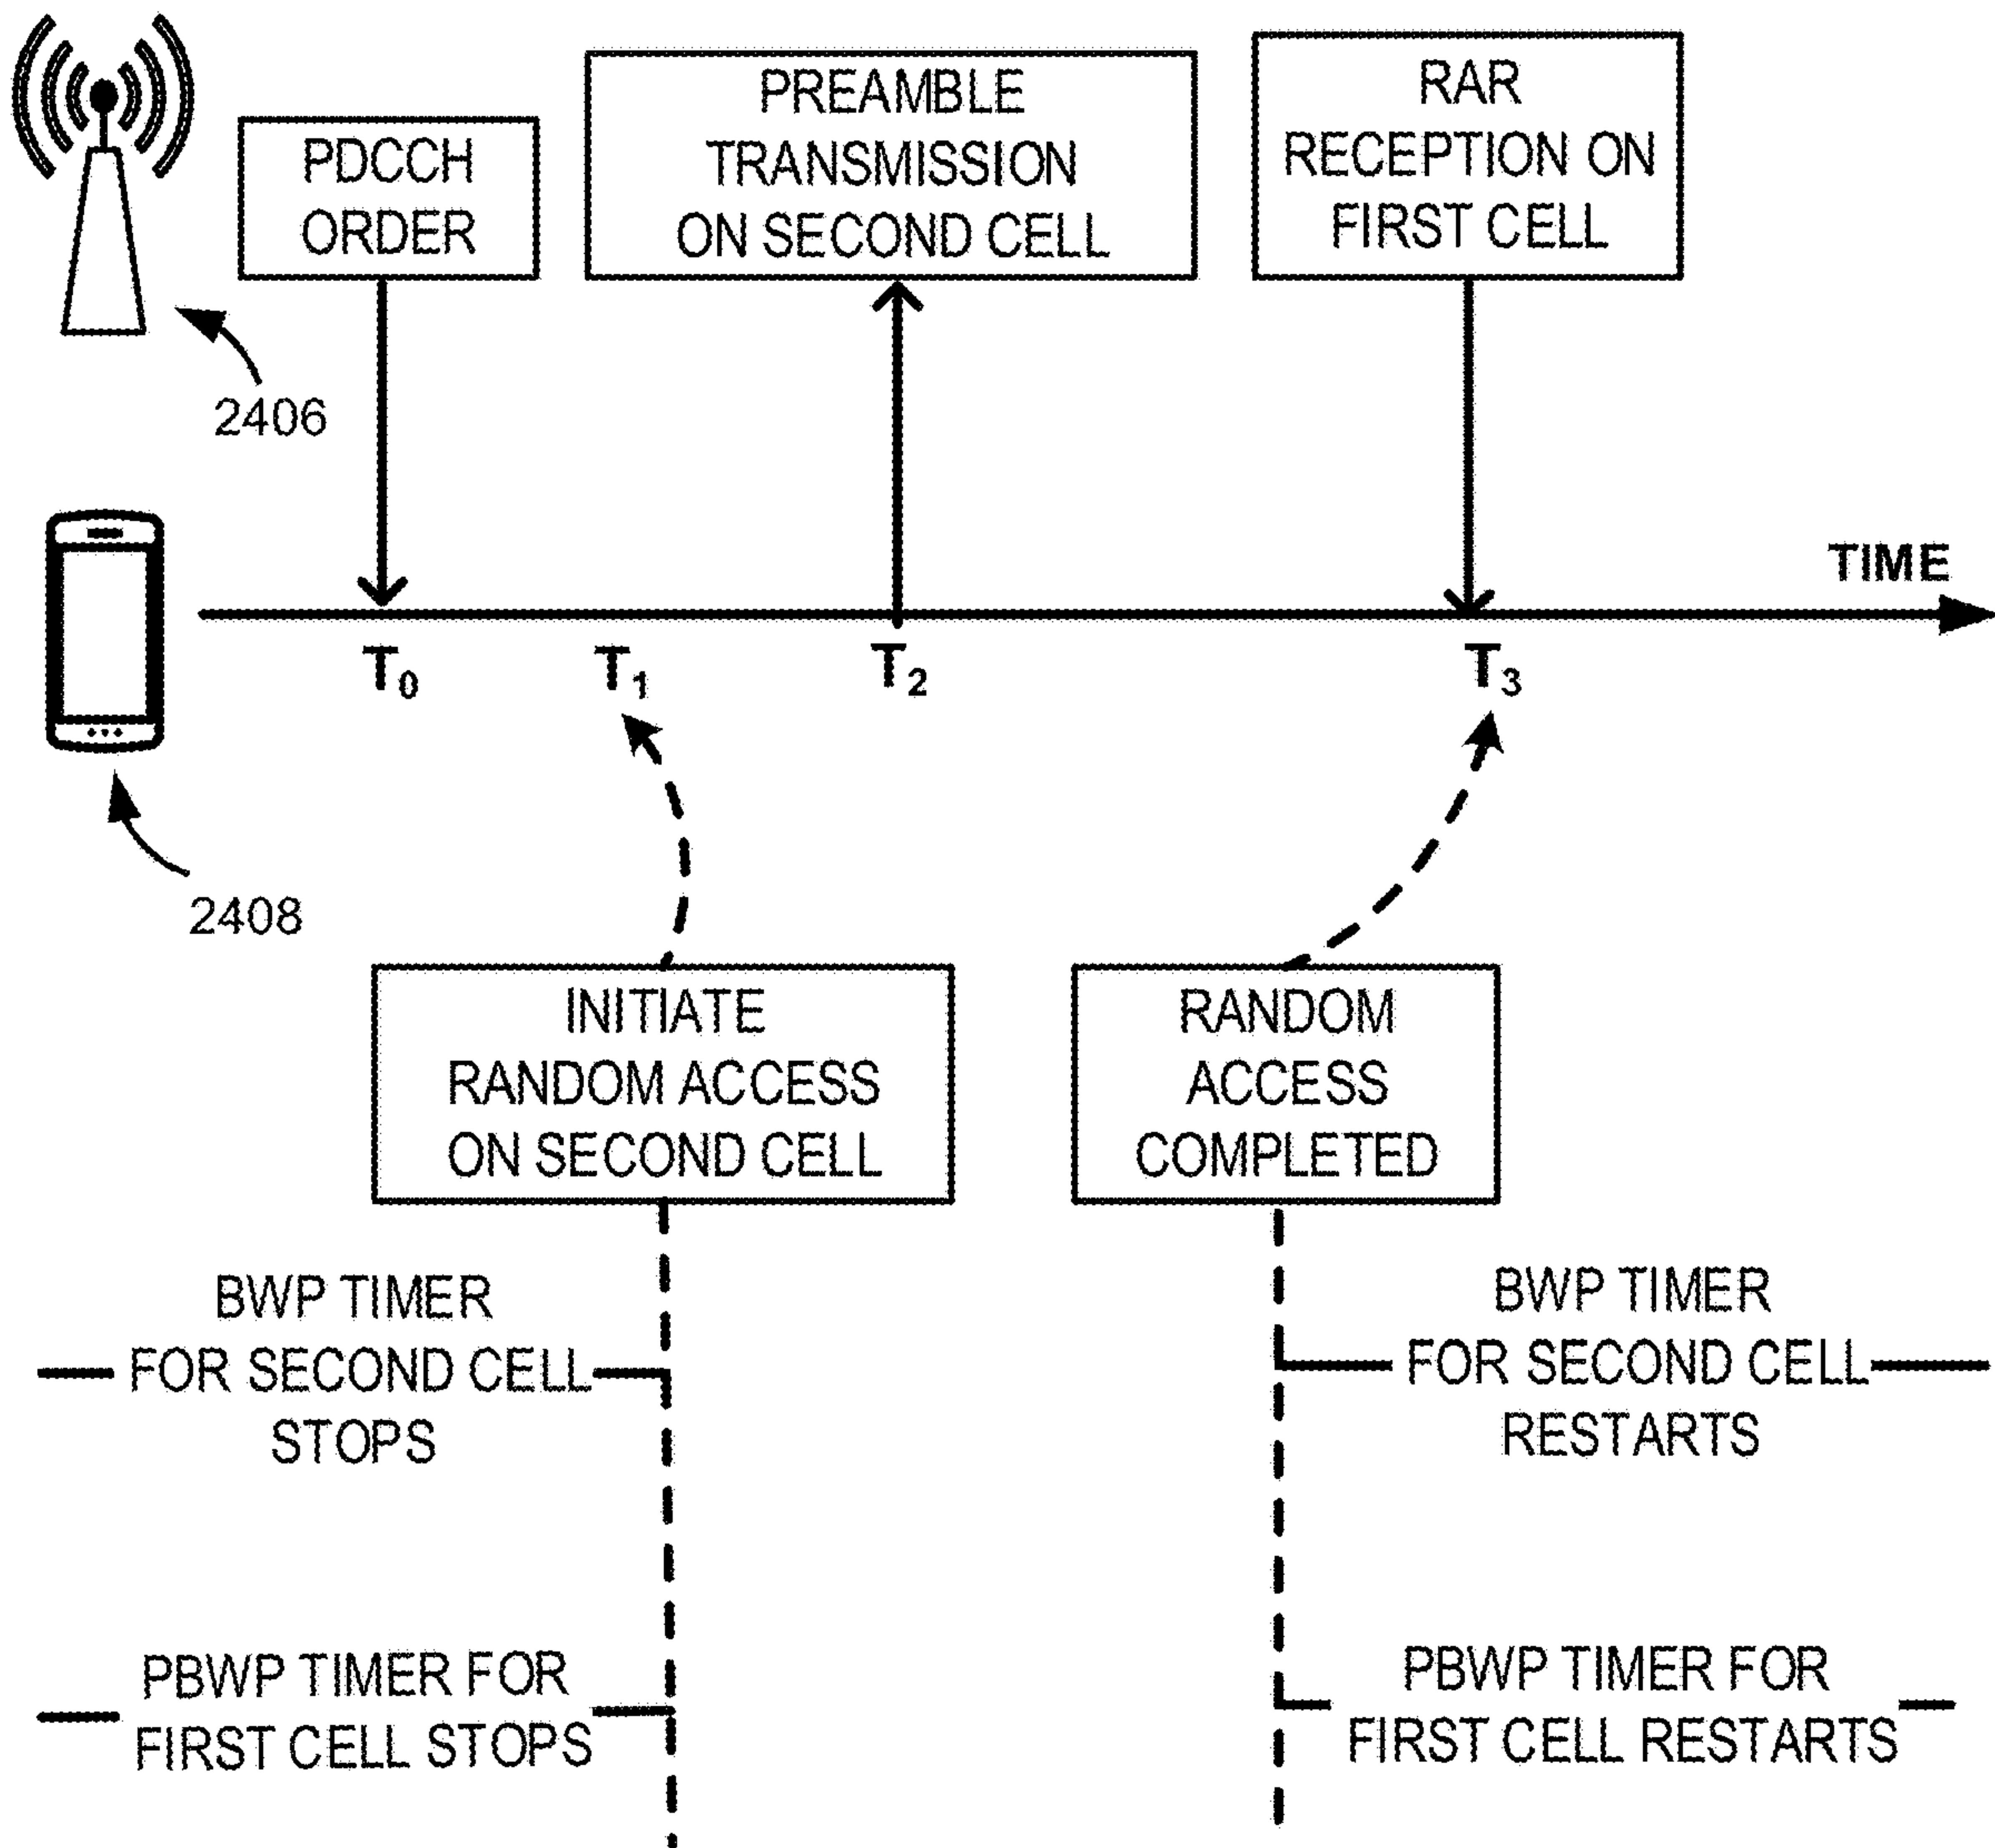 PDCCH
ORDER
PREAMBLE
TRANSMISSION
ON SECOND CELL
RAR
RECEPTION ON
FIRST CELL
2406
TIME
T₀
T₁
T₂
T₃
2408
INITIATE
RANDOM ACCESS
ON SECOND CELL
RANDOM
ACCESS
COMPLETED
BWP TIMER
FOR SECOND CELL
STOPS
BWP TIMER
FOR SECOND CELL
RESTARTS
PBWP TIMER FOR
FIRST CELL STOPS
PBWP TIMER FOR
FIRST CELL RESTARTS